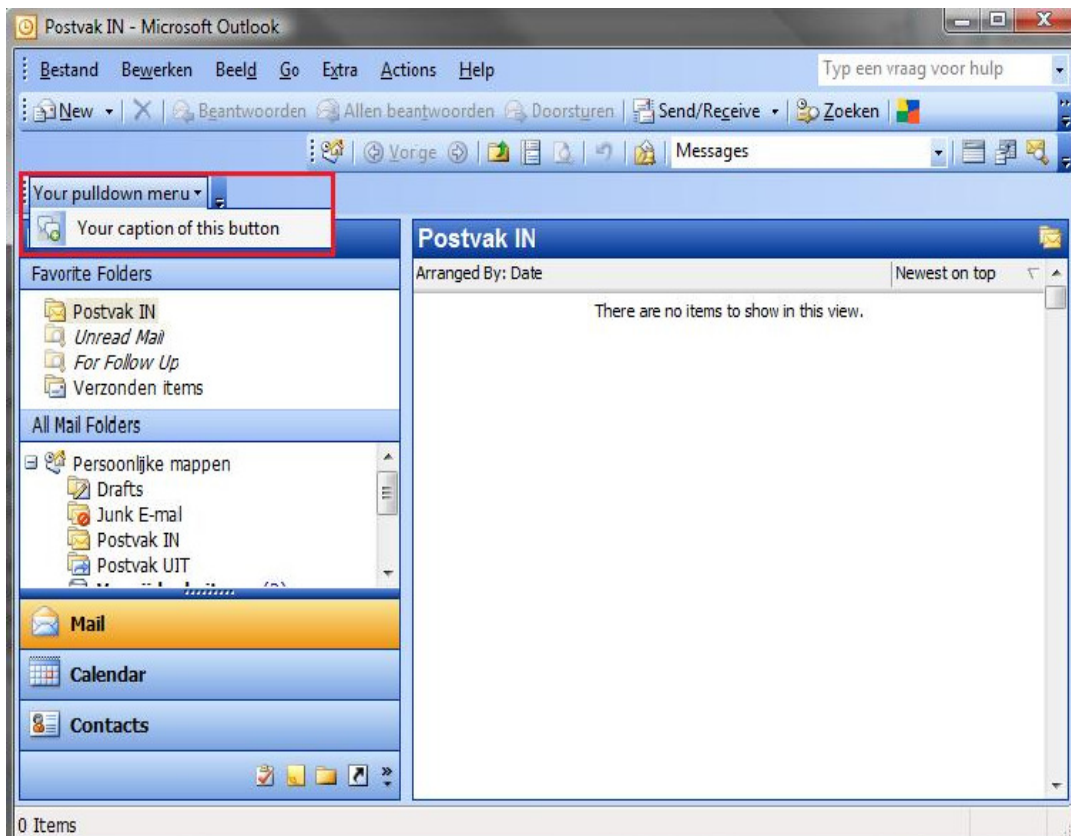 Postvak IN - Microsoft Outlook
Bestand Bewerken Beeld Go Extra Actions Help Typ een vraag voor hulp
New Beantwoorden Allen beantwoorden Doorsturen Send/Receive Zoeken
Vorige Messages
Your pulldown menu
Your caption of this button
Postvak IN
Favorite Folders
Arranged By: Date Newest on top
Postvak IN
There are no items to show in this view.
Unread Mail
For Follow Up
Verzonden items
All Mail Folders
Persoonlijke mappen
Drafts
Junk E-mail
Postvak IN
Postvak UIT
Mail
Calendar
Contacts
0 Items